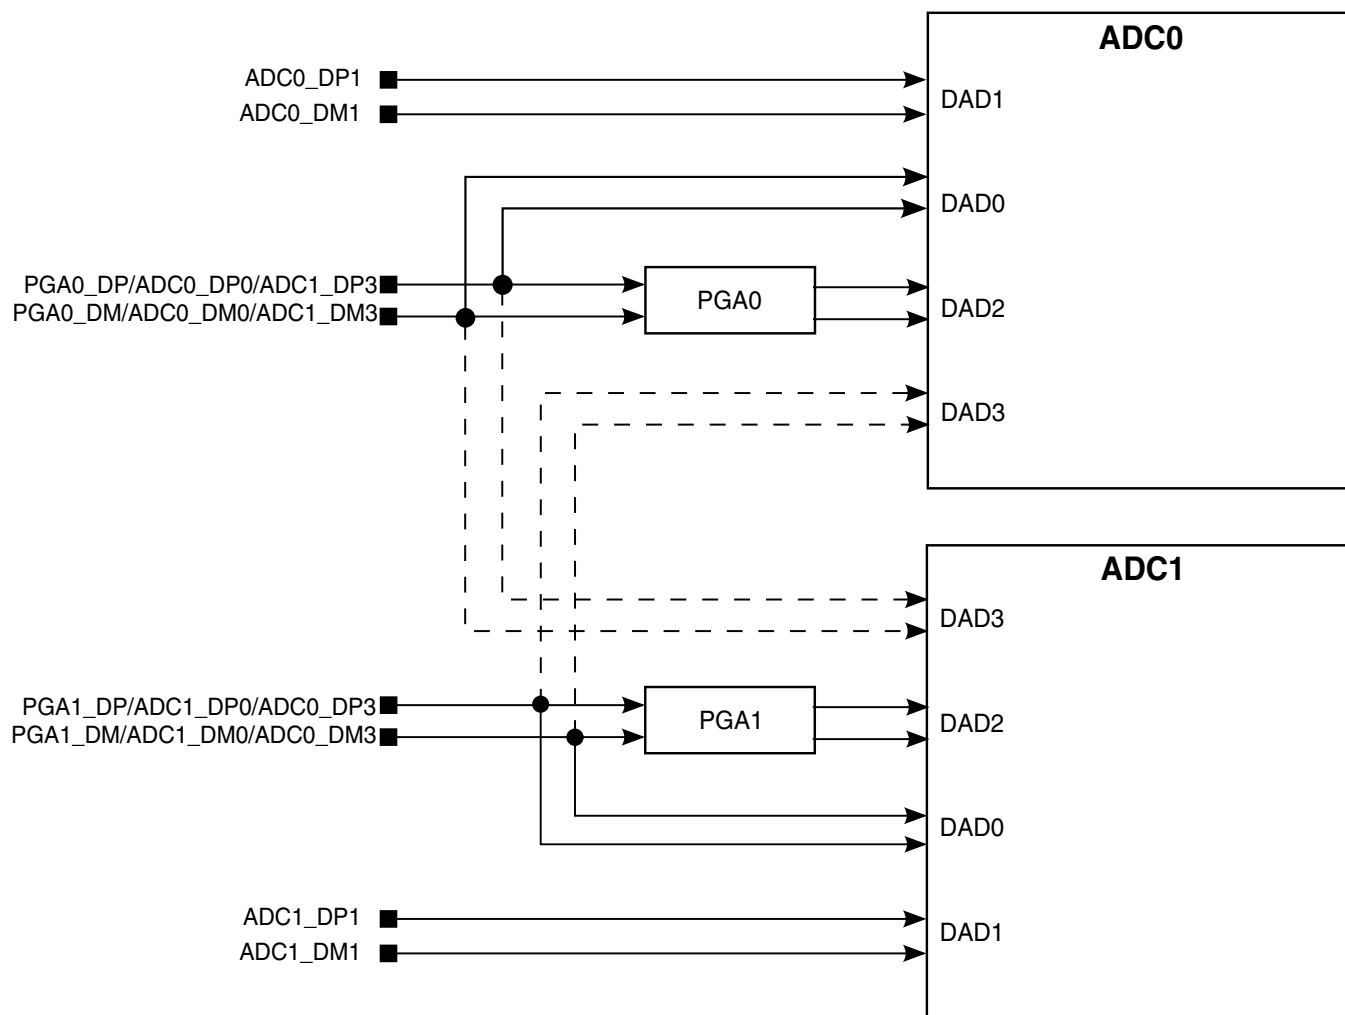 ADC0
ADC0_DP1
ADC0_DM1
DAD1
DAD0
PGA0_DP/ADC0_DP0/ADC1_DP3
PGA0_DM/ADC0_DM0/ADC1_DM3
PGA0
DAD2
DAD3
ADC1
DAD3
PGA1_DP/ADC1_DP0/ADC0_DP3
PGA1_DM/ADC1_DM0/ADC0_DM3
PGA1
DAD2
DAD0
ADC1_DP1
ADC1_DM1
DAD1